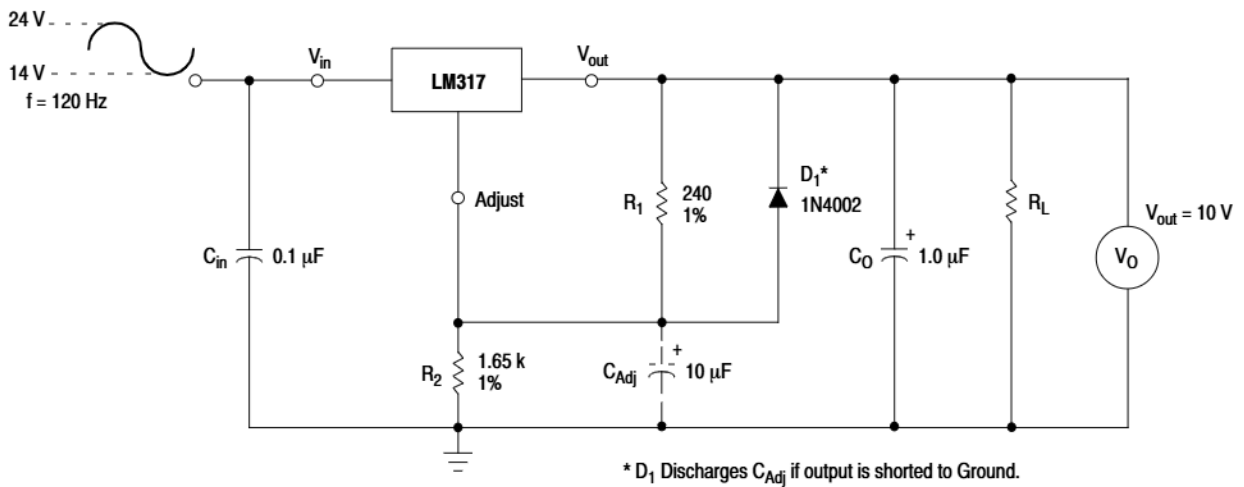 24 V
14 V
f = 120 Hz
V_in
LM317
V_out
Adjust
C_in
0.1 μF
R_1
240
1%
D_1*
1N4002
R_2
1.65 k
1%
C_Adj
+
10 μF
C_O
+
1.0 μF
R_L
V_out = 10 V
V_O
* D_1 Discharges C_Adj if output is shorted to Ground.